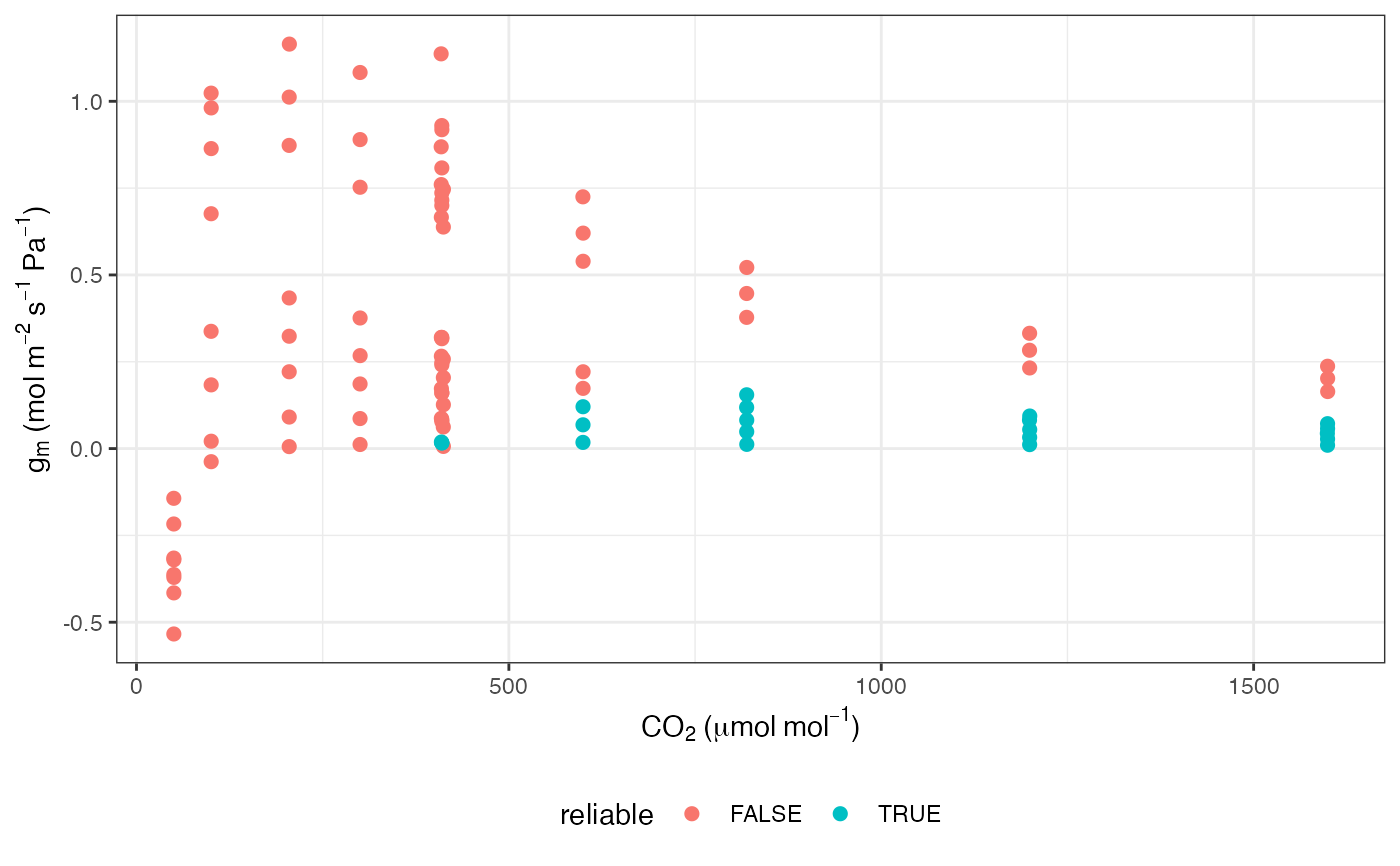 1.0
0.5
0.0
-0.5
gₘ (mol m⁻² s⁻¹ Pa⁻¹)
0 500 1000 1500
CO₂ (μmol mol⁻¹)
reliable FALSE TRUE